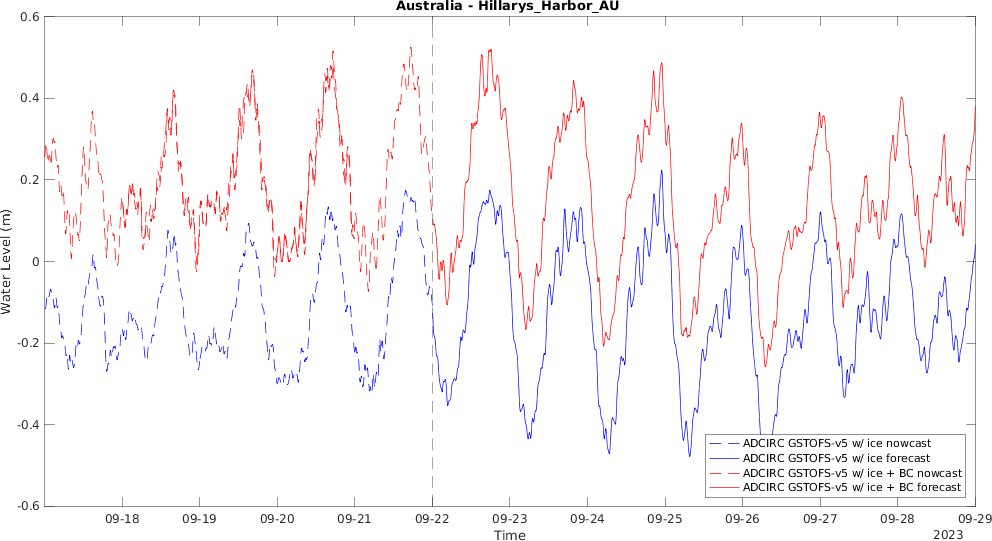 Australia - Hillarys_Harbor_AU
0.6
0.4
0.2
0
-0.2
-0.4
-0.6
Water Level (m)
ADCIRC GSTOFS-v5 w/ ice nowcast
ADCIRC GSTOFS-v5 w/ ice forecast
ADCIRC GSTOFS-v5 w/ ice + BC nowcast
ADCIRC GSTOFS-v5 w/ ice + BC forecast
09-18 09-19 09-20 09-21 09-22 09-23 09-24 09-25 09-26 09-27 09-28 09-29
Time
2023